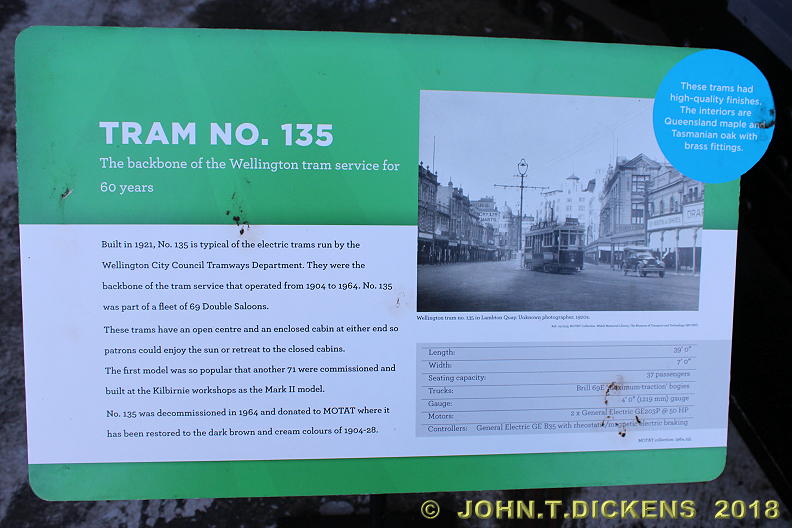 TRAM NO. 135
The backbone of the Wellington tram service for
60 years
Built in 1921, No. 135 is typical of the electric trams run by the
Wellington City Council Tramways Department. They were the
backbone of the tram service that operated from 1904 to 1964. No. 135
was part of a fleet of 69 Double Saloons.
These trams have an open centre and an enclosed cabin at either end so
patrons could enjoy the sun or retreat to the closed cabins.
The first model was so popular that another 71 were commissioned and
built at the Kilbirnie workshops as the Mark II model.
No. 135 was decommissioned in 1964 and donated to MOTAT where it
has been restored to the dark brown and cream colours of 1904-28.
These trams had
high-quality finishes.
The interiors are
Queensland maple and
Tasmanian oak with
brass fittings.
Wellington tram no. 135 in Lambton Quay. Unknown photographer, 1920s.
Length: 39' 0"
Width: 7' 0"
Seating capacity: 37 passengers
Trucks: Brill 69E 'maximum-traction' bogies
Gauge: 4' 0" (1219 mm) gauge
Motors: 2 x General Electric GE203P @ 50 HP
Controllers: General Electric GE B35 with rheostatic/magnetic electric braking
MOTAT collection.
© JOHN.T.DICKENS 2018